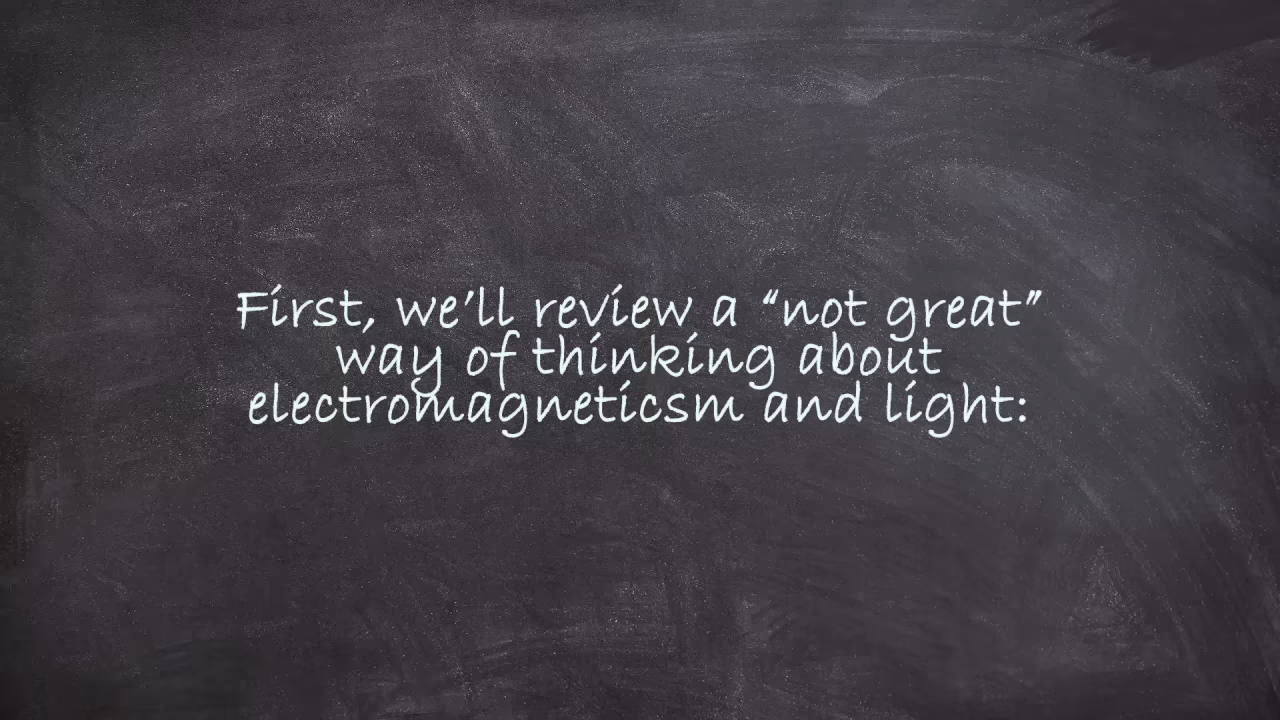 First, we’ll review a “not great”
way of thinking about
electromagneticsm and light: